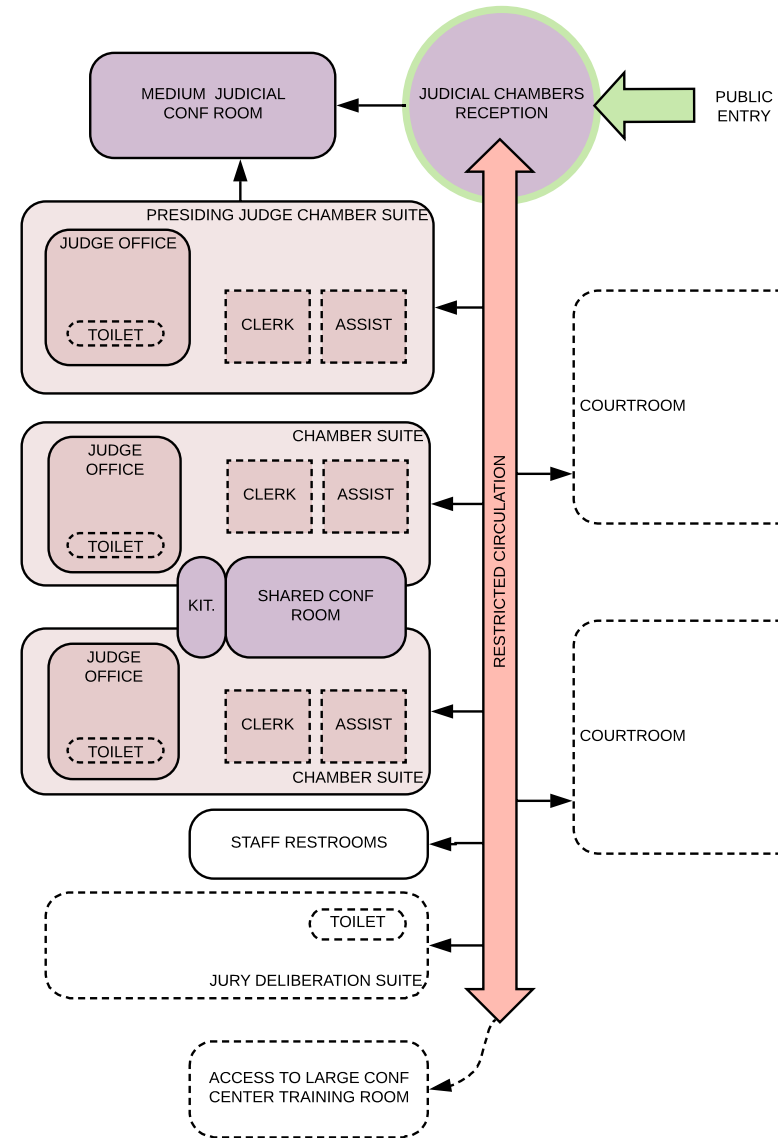 MEDIUM JUDICIAL
CONF ROOM
JUDICIAL CHAMBERS
RECEPTION
PUBLIC
ENTRY
PRESIDING JUDGE CHAMBER SUITE
JUDGE OFFICE
TOILET
CLERK
ASSIST
COURTROOM
CHAMBER SUITE
JUDGE
OFFICE
TOILET
CLERK
ASSIST
RESTRICTED CIRCULATION
KIT.
SHARED CONF
ROOM
JUDGE
OFFICE
TOILET
CLERK
ASSIST
CHAMBER SUITE
COURTROOM
STAFF RESTROOMS
TOILET
JURY DELIBERATION SUITE
ACCESS TO LARGE CONF
CENTER TRAINING ROOM